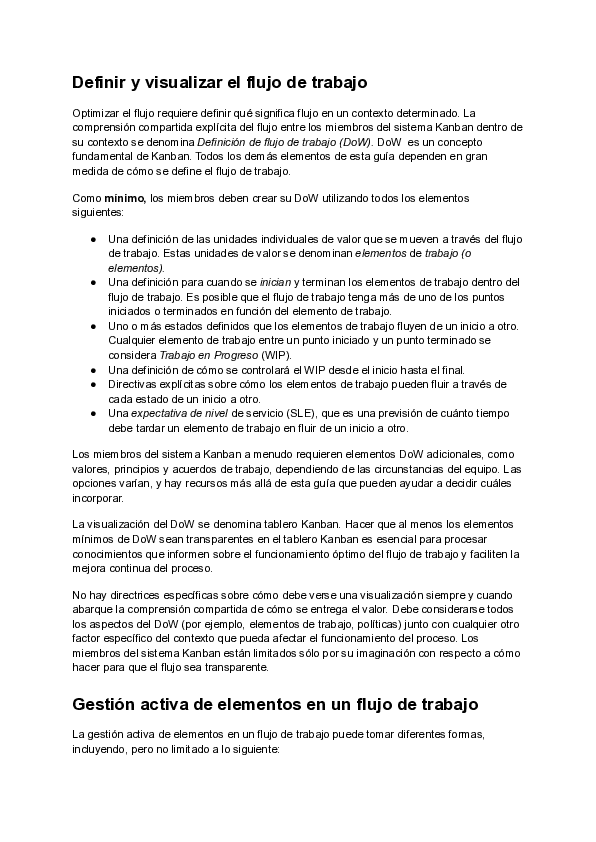 Definir y visualizar el flujo de trabajo
Optimizar el flujo requiere definir qué significa flujo en un contexto determinado. La
comprensión compartida explícita del flujo entre los miembros del sistema Kanban dentro de
su contexto se denomina Definición de flujo de trabajo (DoW). DoW  es un concepto
fundamental de Kanban. Todos los demás elementos de esta guía dependen en gran
medida de cómo se define el flujo de trabajo.
Como mínimo, los miembros deben crear su DoW utilizando todos los elementos
siguientes:
● Una definición de las unidades individuales de valor que se mueven a través del flujo
de trabajo. Estas unidades de valor se denominan elementos de trabajo (o
elementos).
● Una definición para cuando se inician y terminan los elementos de trabajo dentro del
flujo de trabajo. Es posible que el flujo de trabajo tenga más de uno de los puntos
iniciados o terminados en función del elemento de trabajo.
● Uno o más estados definidos que los elementos de trabajo fluyen de un inicio a otro.
Cualquier elemento de trabajo entre un punto iniciado y un punto terminado se
considera Trabajo en Progreso (WIP).
● Una definición de cómo se controlará el WIP desde el inicio hasta el final.
● Directivas explícitas sobre cómo los elementos de trabajo pueden fluir a través de
cada estado de un inicio a otro.
● Una expectativa de nivel de servicio (SLE), que es una previsión de cuánto tiempo
debe tardar un elemento de trabajo en fluir de un inicio a otro.
Los miembros del sistema Kanban a menudo requieren elementos DoW adicionales, como
valores, principios y acuerdos de trabajo, dependiendo de las circunstancias del equipo. Las
opciones varían, y hay recursos más allá de esta guía que pueden ayudar a decidir cuáles
incorporar.
La visualización del DoW se denomina tablero Kanban. Hacer que al menos los elementos
mínimos de DoW sean transparentes en el tablero Kanban es esencial para procesar
conocimientos que informen sobre el funcionamiento óptimo del flujo de trabajo y faciliten la
mejora continua del proceso.
No hay directrices específicas sobre cómo debe verse una visualización siempre y cuando
abarque la comprensión compartida de cómo se entrega el valor. Debe considerarse todos
los aspectos del DoW (por ejemplo, elementos de trabajo, políticas) junto con cualquier otro
factor específico del contexto que pueda afectar el funcionamiento del proceso. Los
miembros del sistema Kanban están limitados sólo por su imaginación con respecto a cómo
hacer para que el flujo sea transparente.
Gestión activa de elementos en un flujo de trabajo
La gestión activa de elementos en un flujo de trabajo puede tomar diferentes formas,
incluyendo, pero no limitado a lo siguiente: